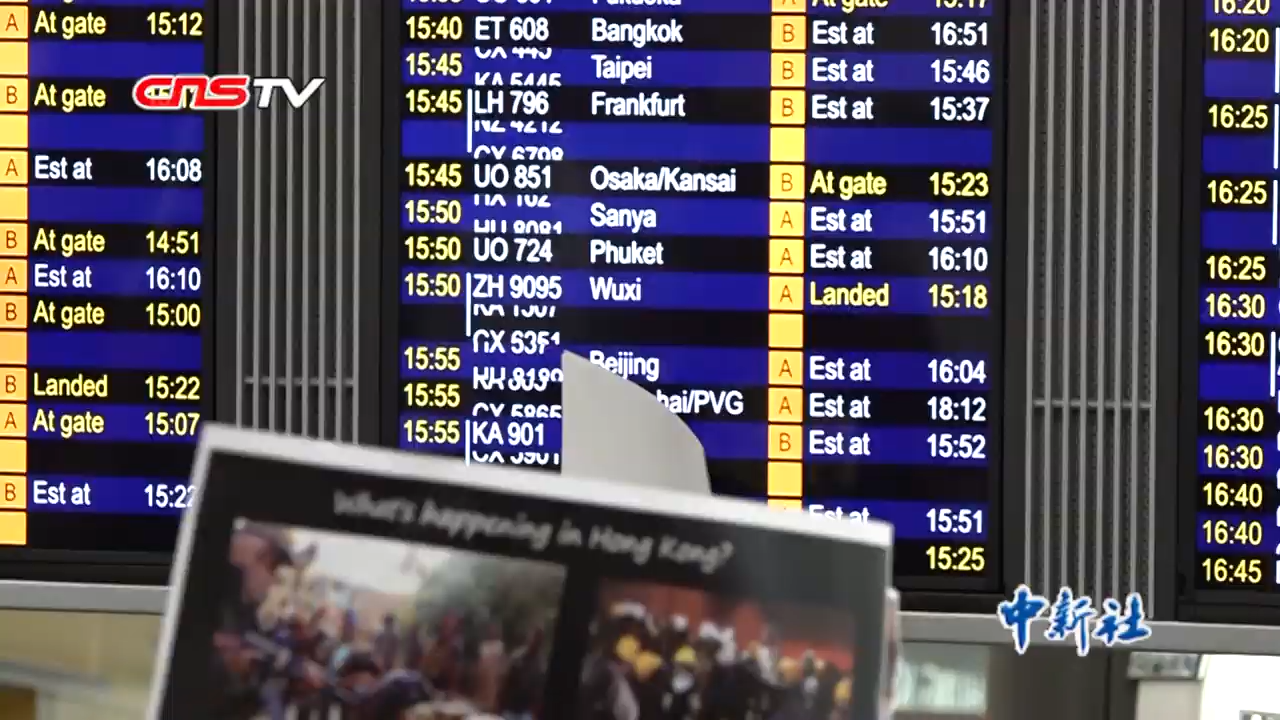 A At gate 15:12
B At gate
A Est at 16:08
B At gate 14:51
A Est at 16:10
B At gate 15:00
B Landed 15:22
A At gate 15:07
B Est at 15:22
15:40 ET 608 Bangkok B Est at 16:51
15:45 Taipei B Est at 15:46
15:45 LH 796 Frankfurt B Est at 15:37
15:45 UO 851 Osaka/Kansai B At gate 15:23
15:50 Sanya A Est at 15:51
15:50 UO 724 Phuket A Est at 16:10
15:50 ZH 9095 Wuxi A Landed 15:18
15:55 Beijing A Est at 16:04
15:55 hai/PVG A Est at 18:12
15:55 KA 901 B Est at 15:52
Est at 15:51
15:25
16:20
16:20
16:25
16:25
16:25
16:30
16:30
16:30
16:30
16:40
16:40
16:45
CNSTV
What's happening in Hong Kong?
中新社